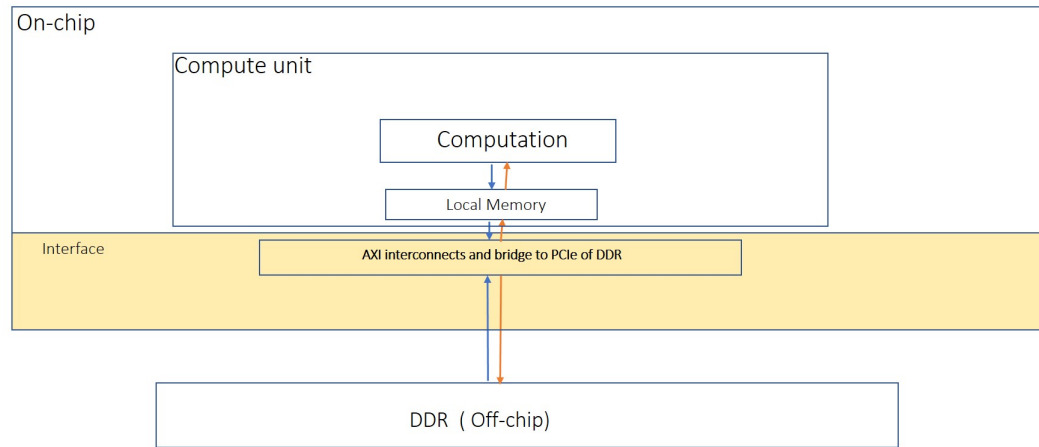 On-chip
Compute unit
Computation
Local Memory
Interface
AXI interconnects and bridge to PCIe of DDR
DDR ( Off-chip)